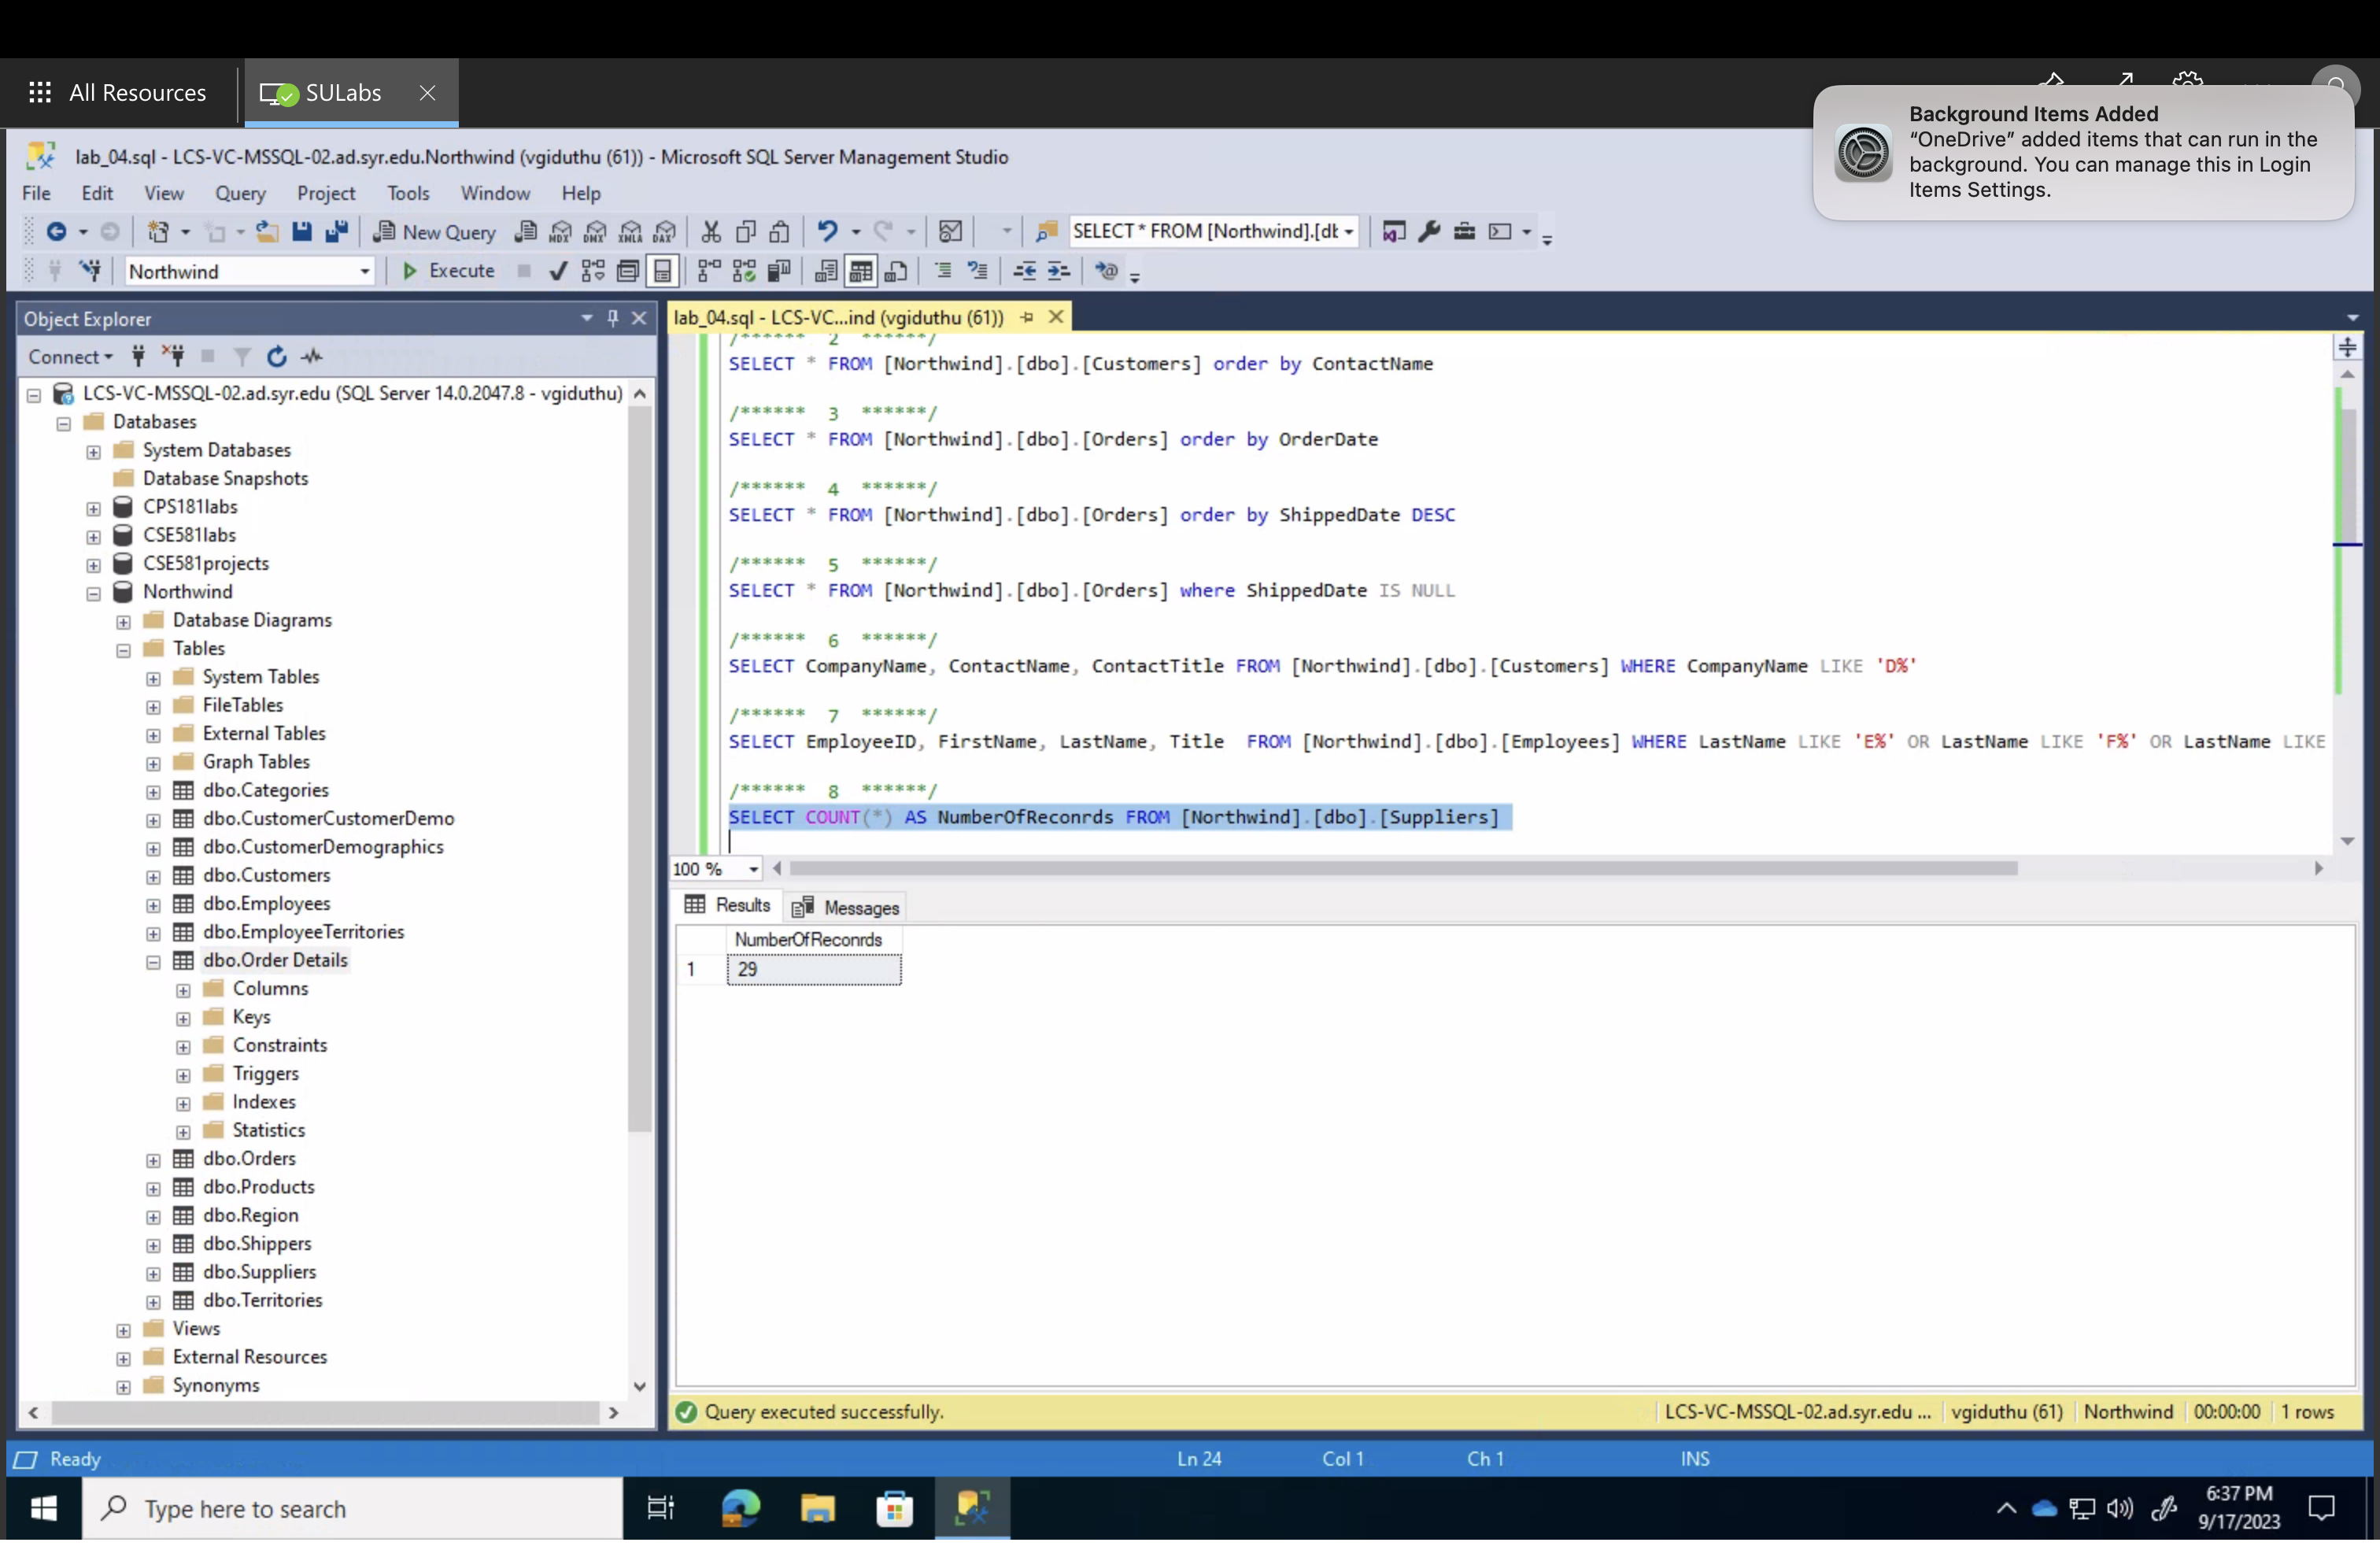 All Resources
SULabs
Background Items Added
“OneDrive” added items that can run in the
background. You can manage this in Login
Items Settings.
lab_04.sql - LCS-VC-MSSQL-02.ad.syr.edu.Northwind (vgiduthu (61)) - Microsoft SQL Server Management Studio
File Edit View Query Project Tools Window Help
New Query MDX DMX XMLA DAX SELECT * FROM [Northwind].[dt
Northwind Execute
Object Explorer
Connect
LCS-VC-MSSQL-02.ad.syr.edu (SQL Server 14.0.2047.8 - vgiduthu)
Databases
System Databases
Database Snapshots
CPS181labs
CSE581labs
CSE581projects
Northwind
Database Diagrams
Tables
System Tables
FileTables
External Tables
Graph Tables
dbo.Categories
dbo.CustomerCustomerDemo
dbo.CustomerDemographics
dbo.Customers
dbo.Employees
dbo.EmployeeTerritories
dbo.Order Details
Columns
Keys
Constraints
Triggers
Indexes
Statistics
dbo.Orders
dbo.Products
dbo.Region
dbo.Shippers
dbo.Suppliers
dbo.Territories
Views
External Resources
Synonyms
lab_04.sql - LCS-VC...ind (vgiduthu (61))
/****** 2 ******/
SELECT * FROM [Northwind].[dbo].[Customers] order by ContactName
/****** 3 ******/
SELECT * FROM [Northwind].[dbo].[Orders] order by OrderDate
/****** 4 ******/
SELECT * FROM [Northwind].[dbo].[Orders] order by ShippedDate DESC
/****** 5 ******/
SELECT * FROM [Northwind].[dbo].[Orders] where ShippedDate IS NULL
/****** 6 ******/
SELECT CompanyName, ContactName, ContactTitle FROM [Northwind].[dbo].[Customers] WHERE CompanyName LIKE 'D%'
/****** 7 ******/
SELECT EmployeeID, FirstName, LastName, Title FROM [Northwind].[dbo].[Employees] WHERE LastName LIKE 'E%' OR LastName LIKE 'F%' OR LastName LIKE
/****** 8 ******/
SELECT COUNT(*) AS NumberOfReconrds FROM [Northwind].[dbo].[Suppliers]
100 %
Results Messages
NumberOfReconrds
1 29
Query executed successfully. LCS-VC-MSSQL-02.ad.syr.edu ... vgiduthu (61) Northwind 00:00:00 1 rows
Ready Ln 24 Col 1 Ch 1 INS
Type here to search
6:37 PM
9/17/2023